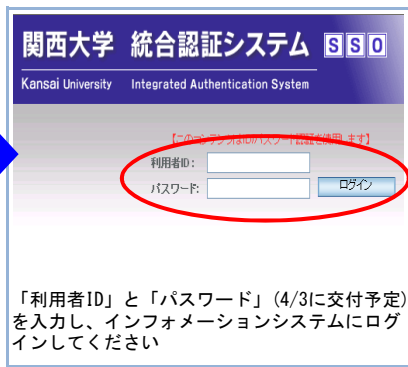 関西大学 統合認証システム SSO
Kansai University Integrated Authentication System
【このコンテンツはID/パスワード認証を使用します】
利用者ID:
パスワード:
ログイン
「利用者ID」と「パスワード」(4/3に交付予定)
を入力し、インフォメーションシステムにログ
インしてください